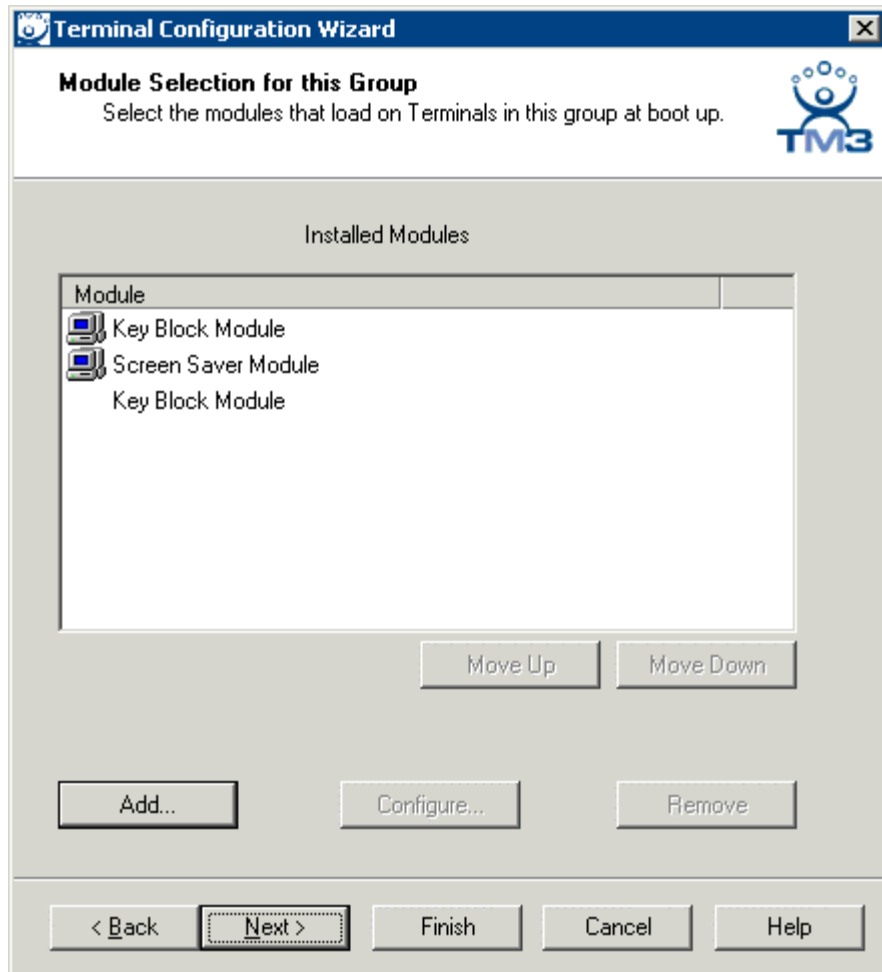 Terminal Configuration Wizard
Module Selection for this Group
Select the modules that load on Terminals in this group at boot up.
TM3
Installed Modules
Module
Key Block Module
Screen Saver Module
Key Block Module
Move Up Move Down
Add... Configure... Remove
< Back Next > Finish Cancel Help